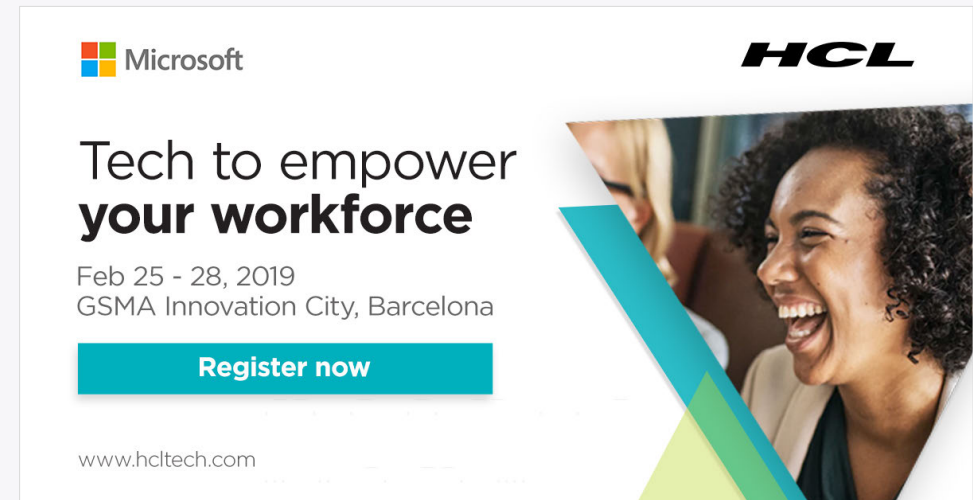 Microsoft
HCL
Tech to empower
your workforce
Feb 25 - 28, 2019
GSMA Innovation City, Barcelona
Register now
www.hcltech.com